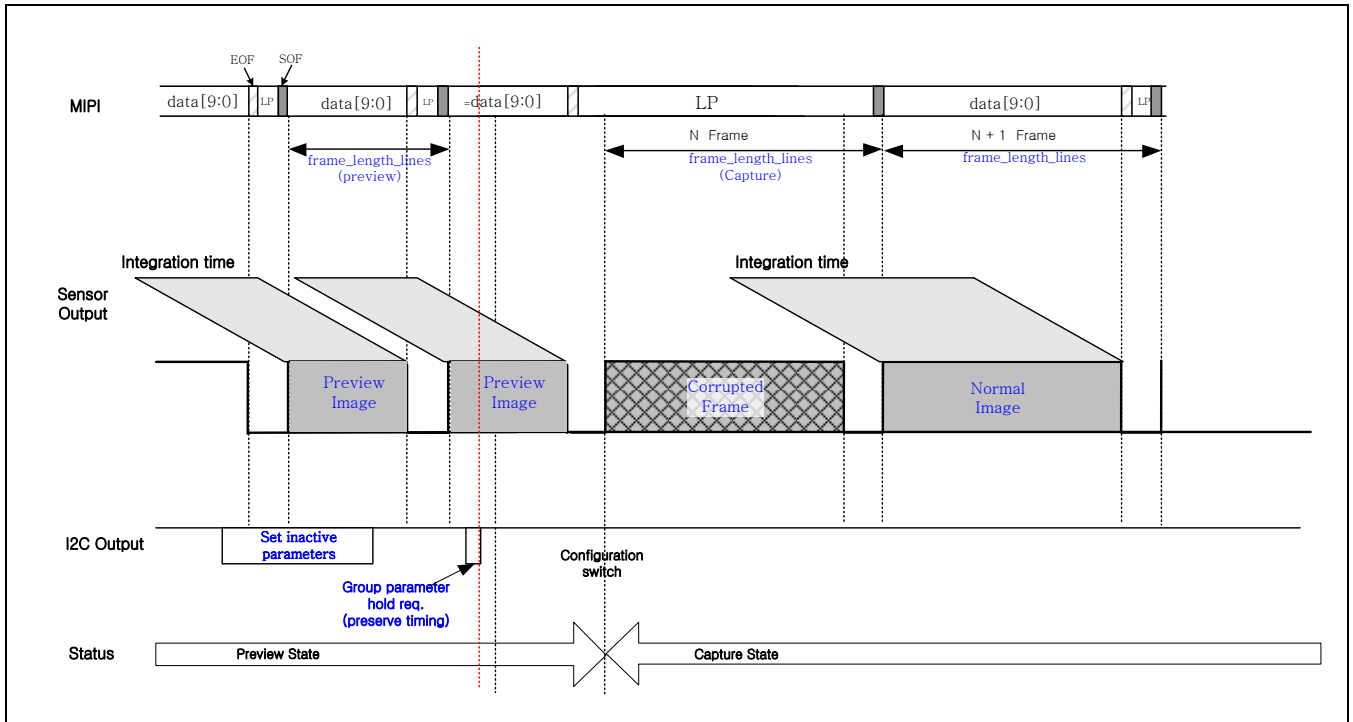 EOF
SOF
MIPI
data[9:0]
LP
data[9:0]
LP
=data[9:0]
LP
data[9:0]
LP
frame_length_lines
(preview)
N Frame
frame_length_lines
(Capture)
N + 1 Frame
frame_length_lines
Integration time
Integration time
Sensor
Output
Preview
Image
Preview
Image
Corrupted
Frame
Normal
Image
I2C Output
Set inactive
parameters
Group parameter
hold req.
(preserve timing)
Configuration
switch
Status
Preview State
Capture State